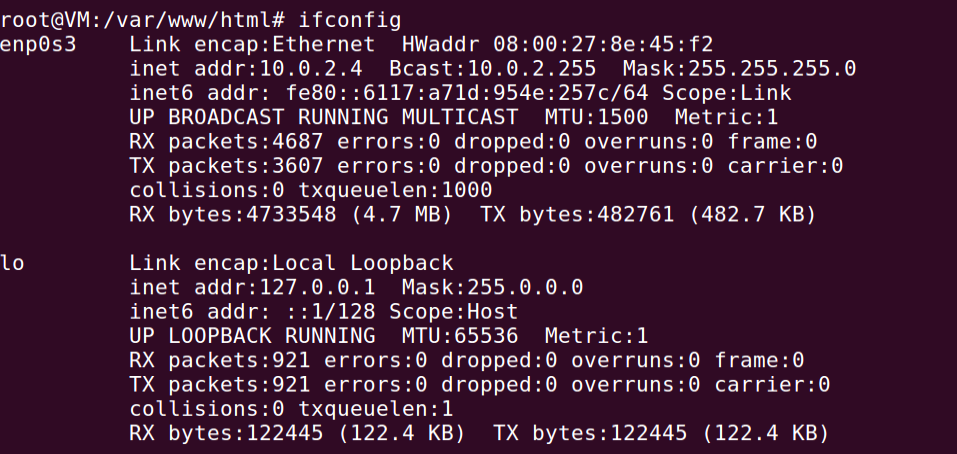 root@VM:/var/www/html# ifconfig
enp0s3    Link encap:Ethernet  HWaddr 08:00:27:8e:45:f2
          inet addr:10.0.2.4  Bcast:10.0.2.255  Mask:255.255.255.0
          inet6 addr: fe80::6117:a71d:954e:257c/64 Scope:Link
          UP BROADCAST RUNNING MULTICAST  MTU:1500  Metric:1
          RX packets:4687 errors:0 dropped:0 overruns:0 frame:0
          TX packets:3607 errors:0 dropped:0 overruns:0 carrier:0
          collisions:0 txqueuelen:1000
          RX bytes:4733548 (4.7 MB)  TX bytes:482761 (482.7 KB)

lo        Link encap:Local Loopback
          inet addr:127.0.0.1  Mask:255.0.0.0
          inet6 addr: ::1/128 Scope:Host
          UP LOOPBACK RUNNING  MTU:65536  Metric:1
          RX packets:921 errors:0 dropped:0 overruns:0 frame:0
          TX packets:921 errors:0 dropped:0 overruns:0 carrier:0
          collisions:0 txqueuelen:1
          RX bytes:122445 (122.4 KB)  TX bytes:122445 (122.4 KB)